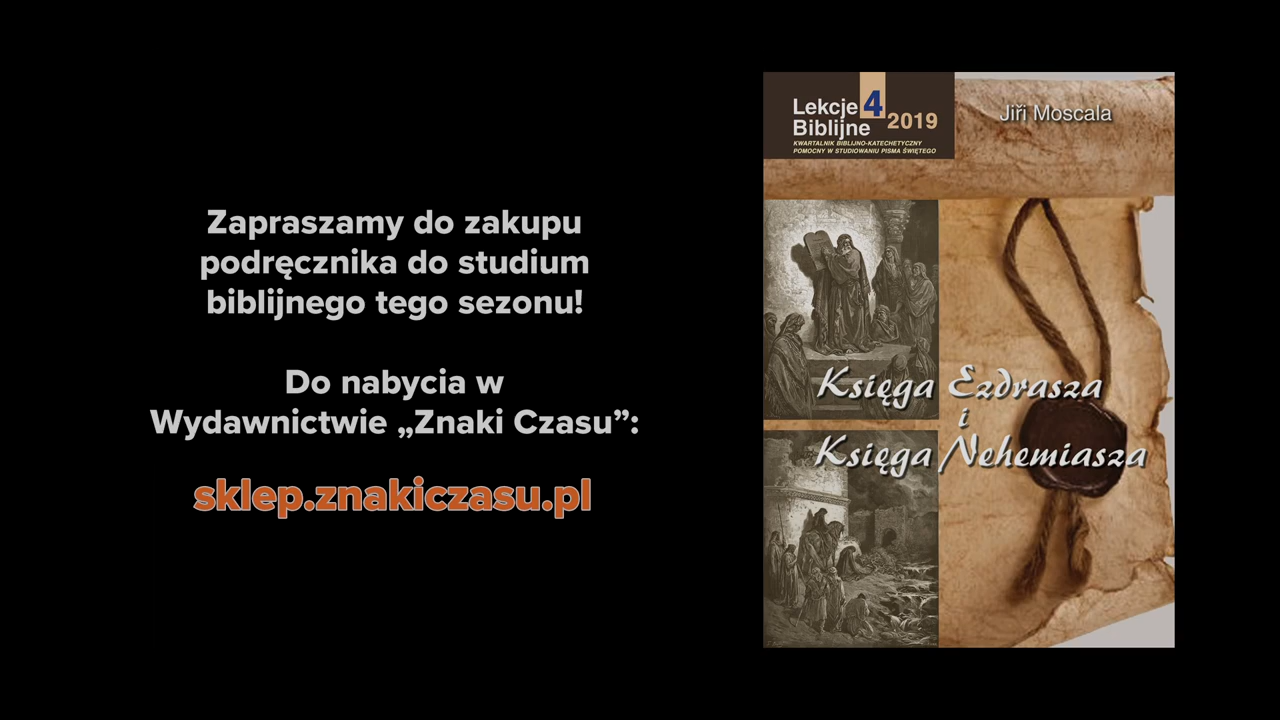 Zapraszamy do zakupu
podręcznika do studium
biblijnego tego sezonu!
Do nabycia w
Wydawnictwie „Znaki Czasu”:
sklep.znakiczasu.pl
Lekcje 4
Biblijne 2019
KWARTALNIK BIBLIJNO-KATECHETYCZNY
POMOCNY W STUDIOWANIU PISMA ŚWIĘTEGO
Jiři Moscala
Księga Ezdrasza
i
Księga Nehemiasza